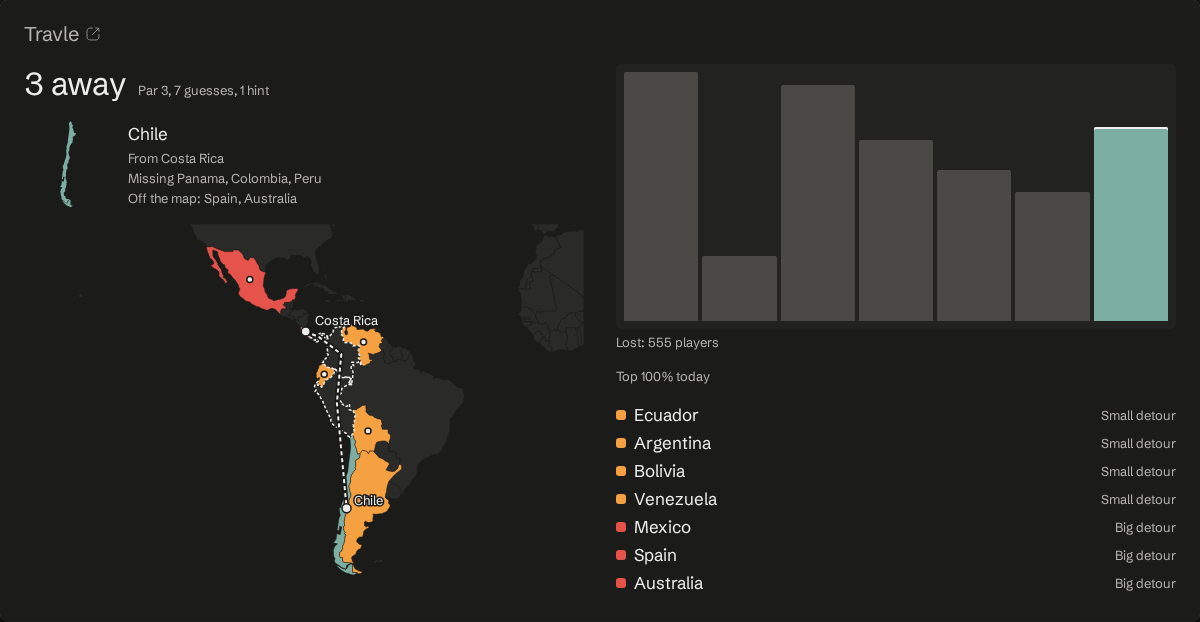 Travle
3 away Par 3, 7 guesses, 1 hint
Chile
From Costa Rica
Missing Panama, Colombia, Peru
Off the map: Spain, Australia
Costa Rica
Chile
Lost: 555 players
Top 100% today
Ecuador Small detour
Argentina Small detour
Bolivia Small detour
Venezuela Small detour
Mexico Big detour
Spain Big detour
Australia Big detour